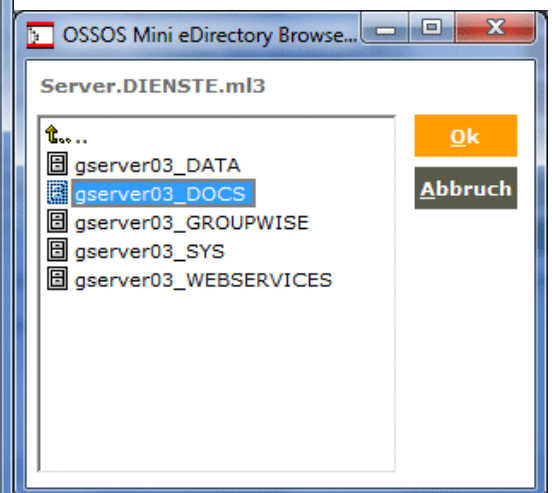 OSSOS Mini eDirectory Browse...
Server.DIENSTE.ml3
..
gserver03_DATA
gserver03_DOCS
gserver03_GROUPWISE
gserver03_SYS
gserver03_WEBSERVICES
Ok
Abbruch